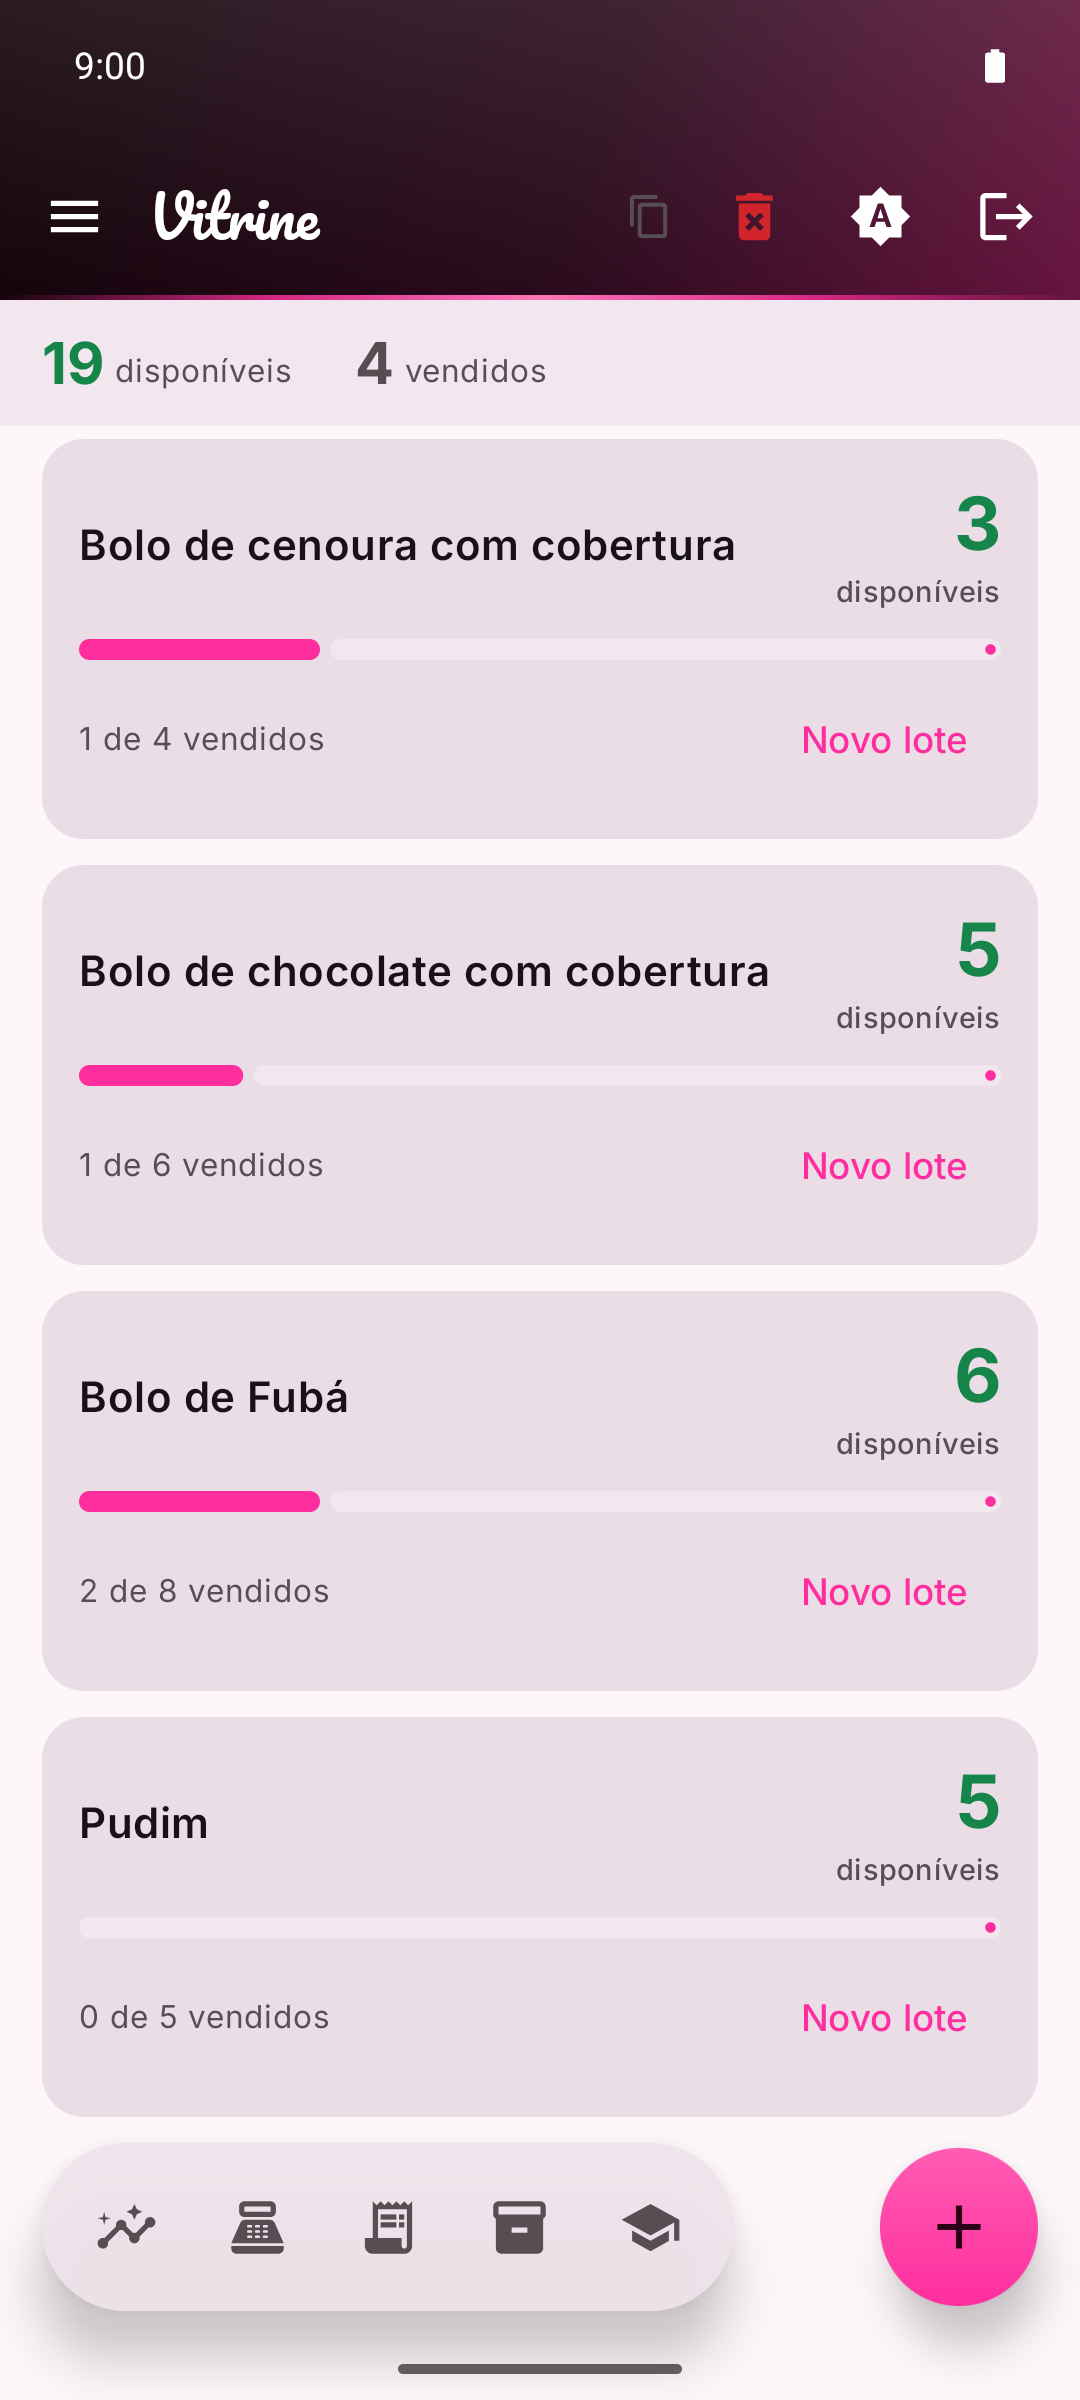 9:00
Vitrine
A
19 disponíveis 4 vendidos
Bolo de cenoura com cobertura
3
disponíveis
1 de 4 vendidos
Novo lote
Bolo de chocolate com cobertura
5
disponíveis
1 de 6 vendidos
Novo lote
Bolo de Fubá
6
disponíveis
2 de 8 vendidos
Novo lote
Pudim
5
disponíveis
0 de 5 vendidos
Novo lote